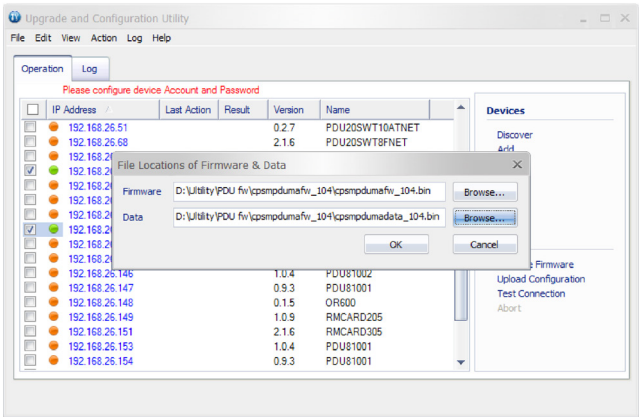 Upgrade and Configuration Utility
File Edit View Action Log Help
Operation Log
Please configure device Account and Password
IP Address / Last Action Result Version Name
192.168.26.51 0.2.7 PDU20SWT10ATNET
192.168.26.68 2.1.6 PDU20SWT8FNET
Devices
Discover
Add
File Locations of Firmware & Data
Firmware D:\Utility\PDU fw\cpsmpdumafw_104\cpsmpdumafw_104.bin Browse...
Data D:\Utility\PDU fw\cpsmpdumafw_104\cpsmpdumadata_104.bin Browse...
OK Cancel
192.168.26.146 1.0.4 PDU81002
192.168.26.147 0.9.3 PDU81001
192.168.26.148 0.1.5 OR600
192.168.26.149 1.0.9 RMCARD205
192.168.26.151 2.1.6 RMCARD305
192.168.26.153 1.0.4 PDU81001
192.168.26.154 0.9.3 PDU81001
Firmware
Upload Configuration
Test Connection
Abort